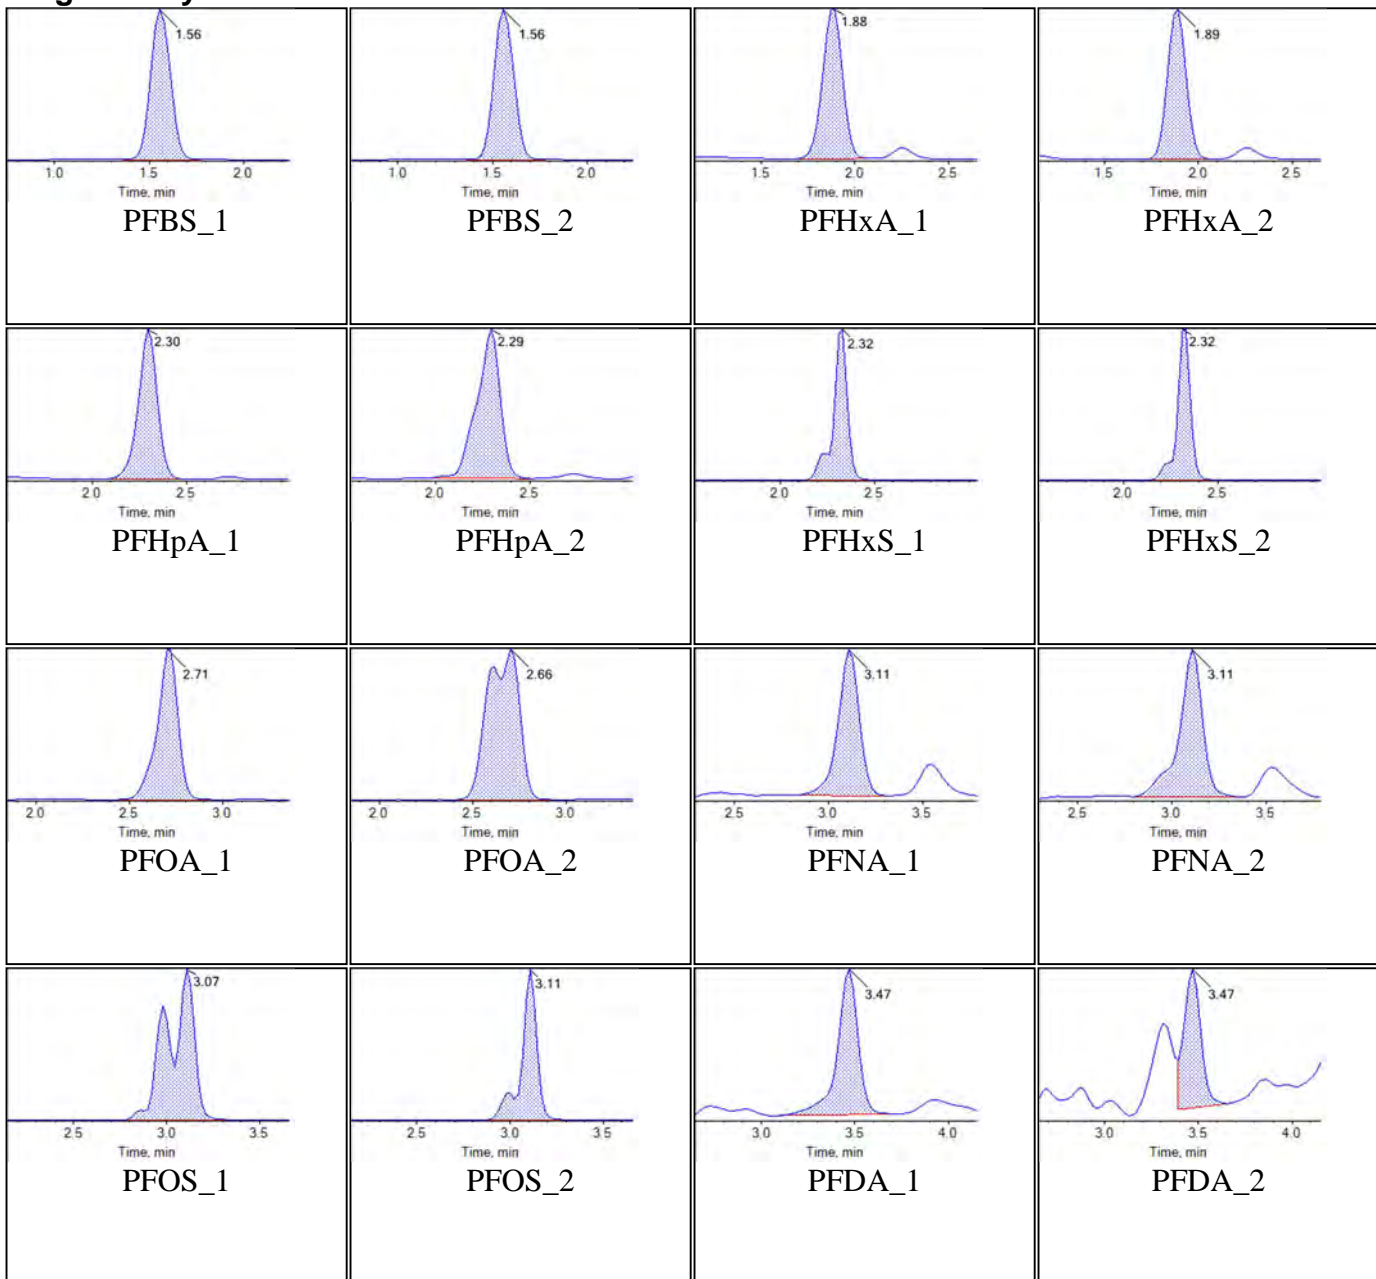 1.56 1.56 1.88 1.89
1.0 1.5 2.0 1.0 1.5 2.0 1.5 2.0 2.5 1.5 2.0 2.5
Time, min Time, min Time, min Time, min
PFBS_1 PFBS_2 PFHxA_1 PFHxA_2
2.30 2.29 2.32 2.32
2.0 2.5 2.0 2.5 2.0 2.5 2.0 2.5
Time, min Time, min Time, min Time, min
PFHpA_1 PFHpA_2 PFHxS_1 PFHxS_2
2.71 2.66 3.11 3.11
2.0 2.5 3.0 2.0 2.5 3.0 2.5 3.0 3.5 2.5 3.0 3.5
Time, min Time, min Time, min Time, min
PFOA_1 PFOA_2 PFNA_1 PFNA_2
3.07 3.11 3.47 3.47
2.5 3.0 3.5 2.5 3.0 3.5 3.0 3.5 4.0 3.0 3.5 4.0
Time, min Time, min Time, min Time, min
PFOS_1 PFOS_2 PFDA_1 PFDA_2